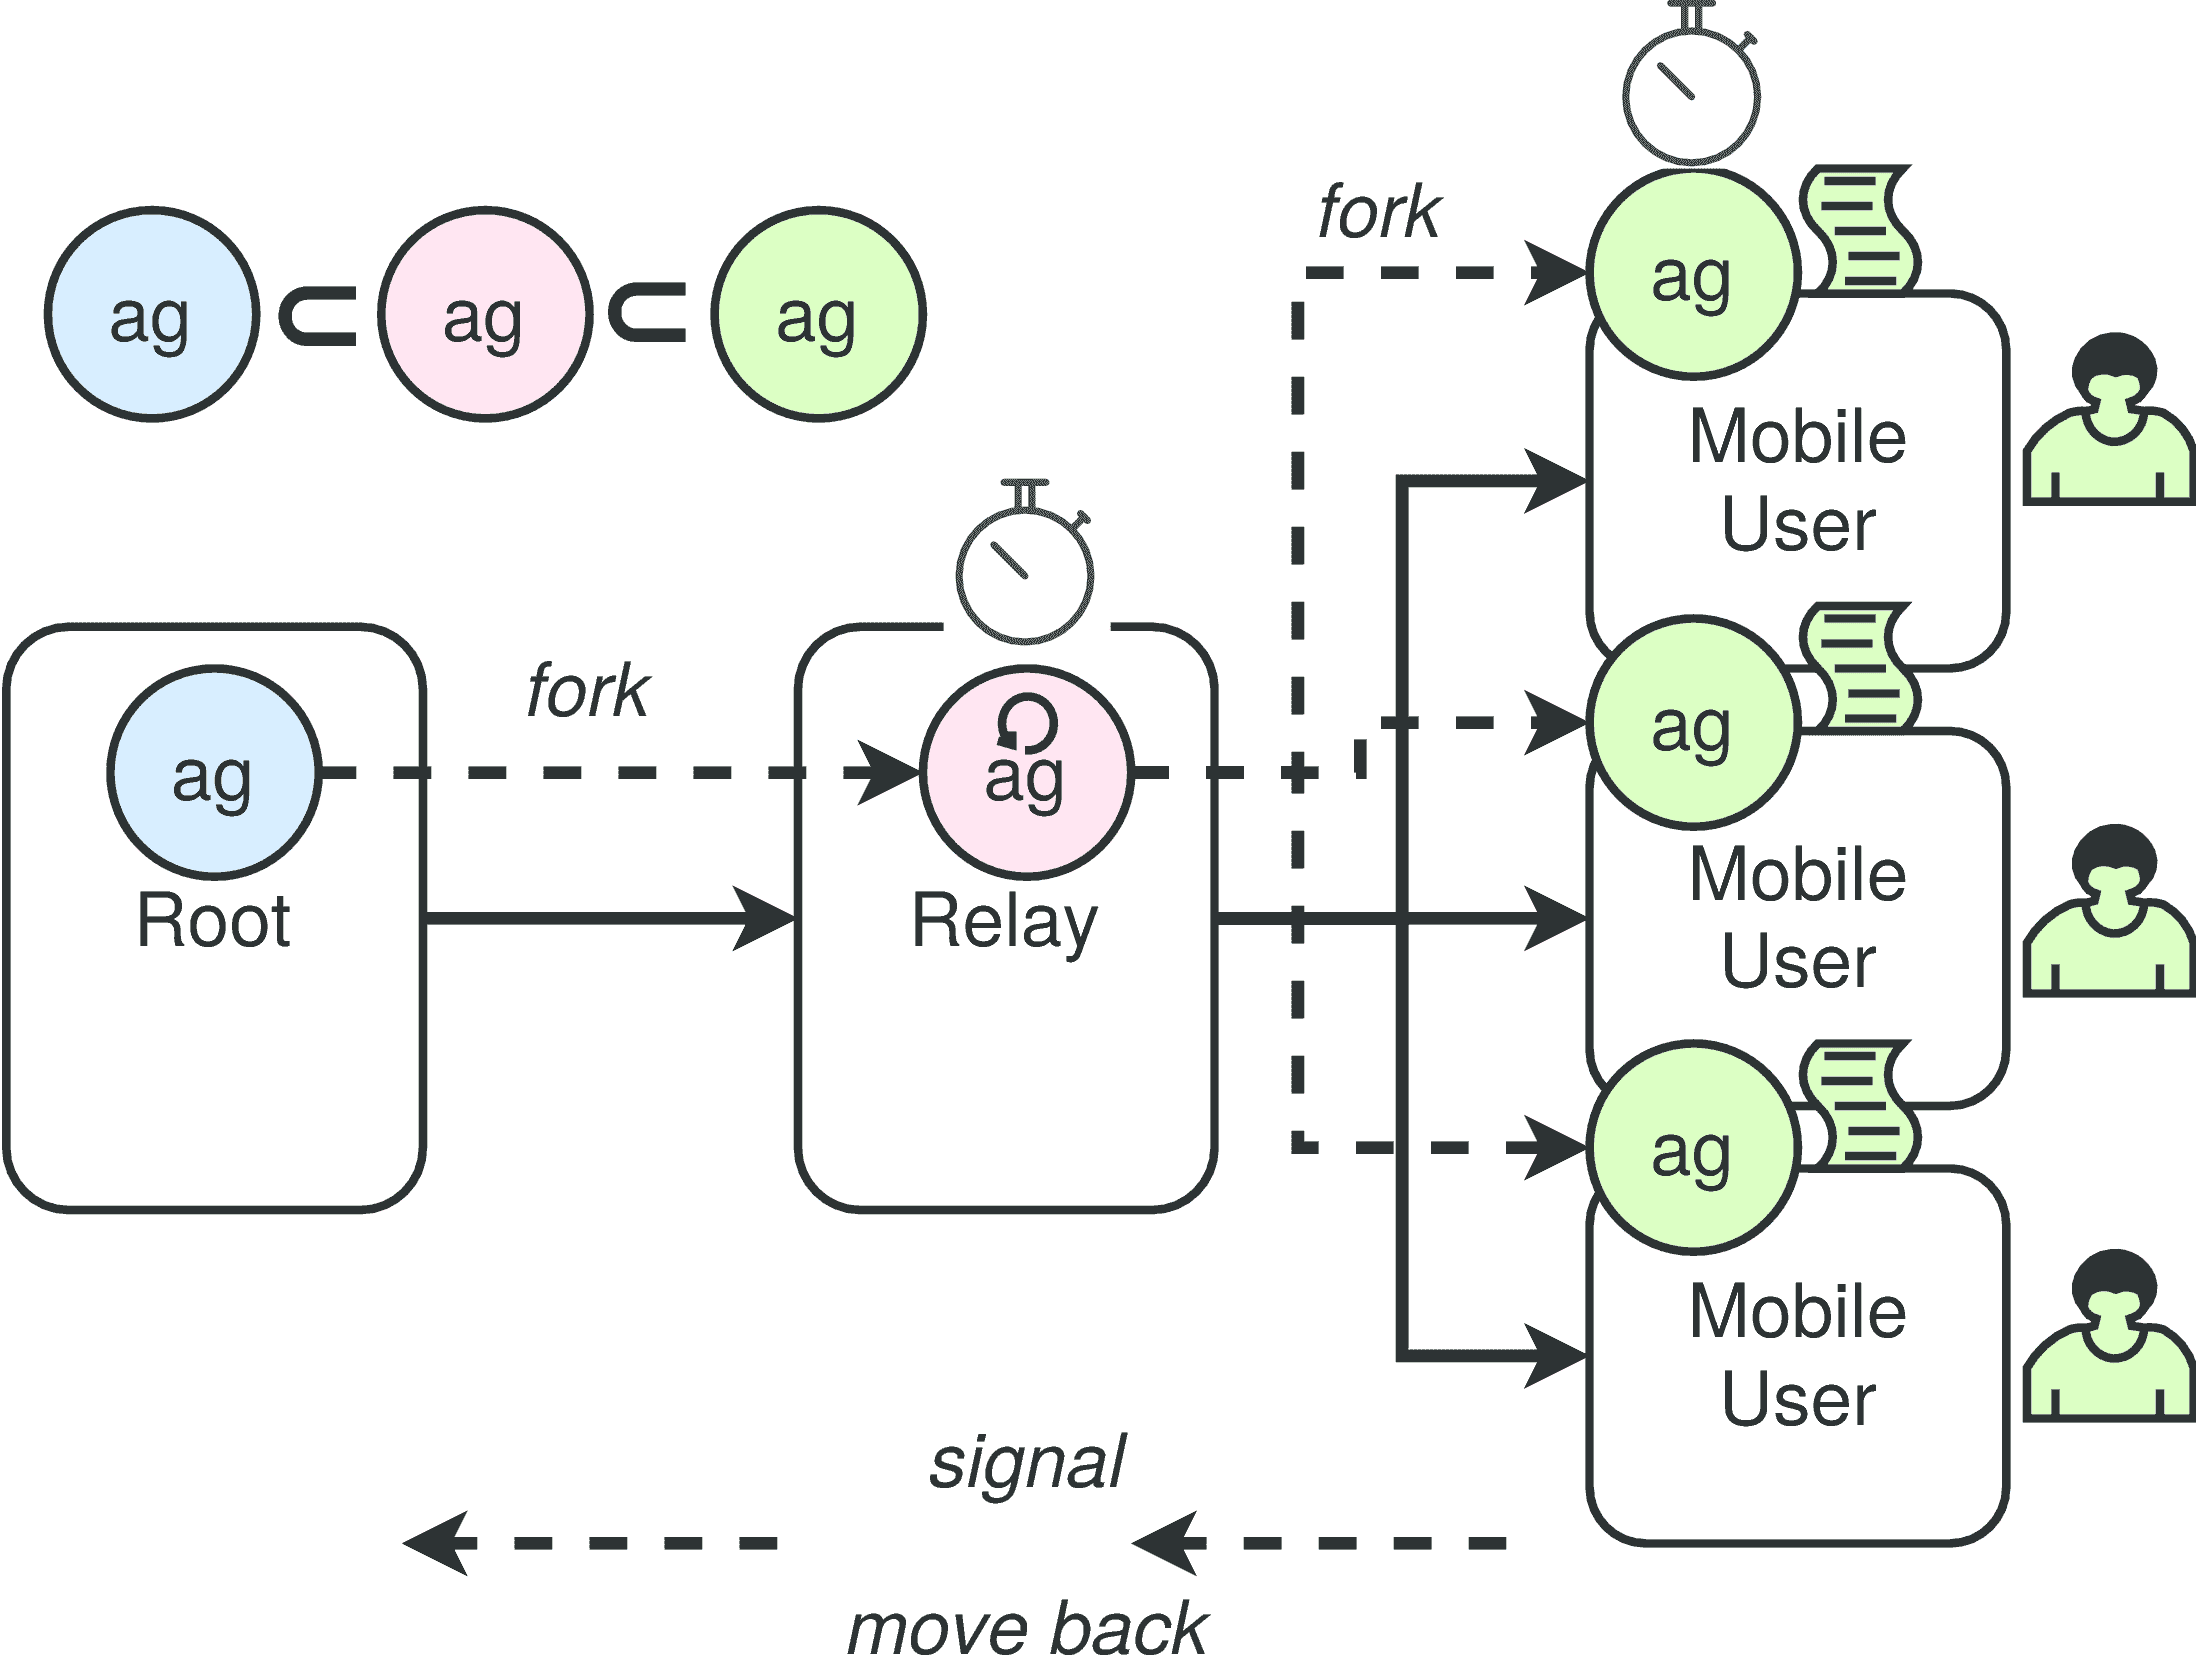 fork
ag
ag ⊂ ag ⊂ ag
Mobile
User
fork
ag
ag
ag
Root
Relay
Mobile
User
ag
Mobile
User
signal
move back